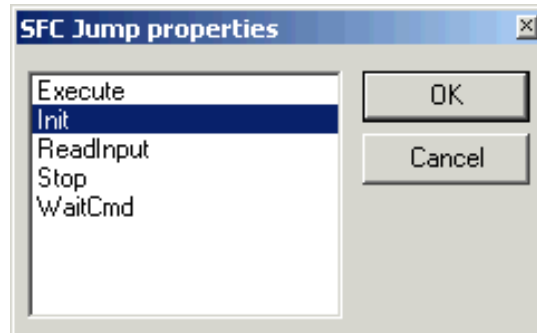 SFC Jump properties
Execute
Init
ReadInput
Stop
WaitCmd
OK
Cancel